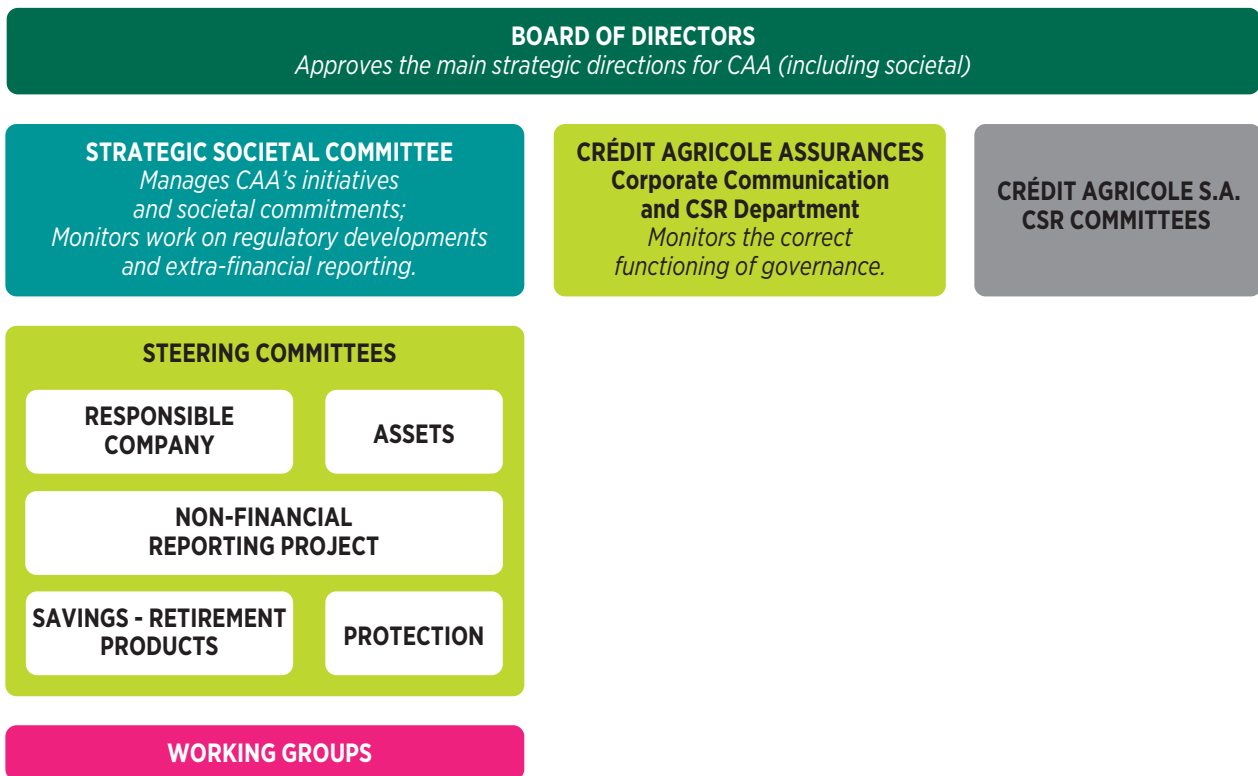 BOARD OF DIRECTORS
Approves the main strategic directions for CAA (including societal)
STRATEGIC SOCIETAL COMMITTEE
Manages CAA's initiatives
and societal commitments;
Monitors work on regulatory developments
and extra-financial reporting.
CRÉDIT AGRICOLE ASSURANCES
Corporate Communication
and CSR Department
Monitors the correct
functioning of governance.
CRÉDIT AGRICOLE S.A.
CSR COMMITTEES
STEERING COMMITTEES
RESPONSIBLE
COMPANY
ASSETS
NON-FINANCIAL
REPORTING PROJECT
SAVINGS - RETIREMENT
PRODUCTS
PROTECTION
WORKING GROUPS